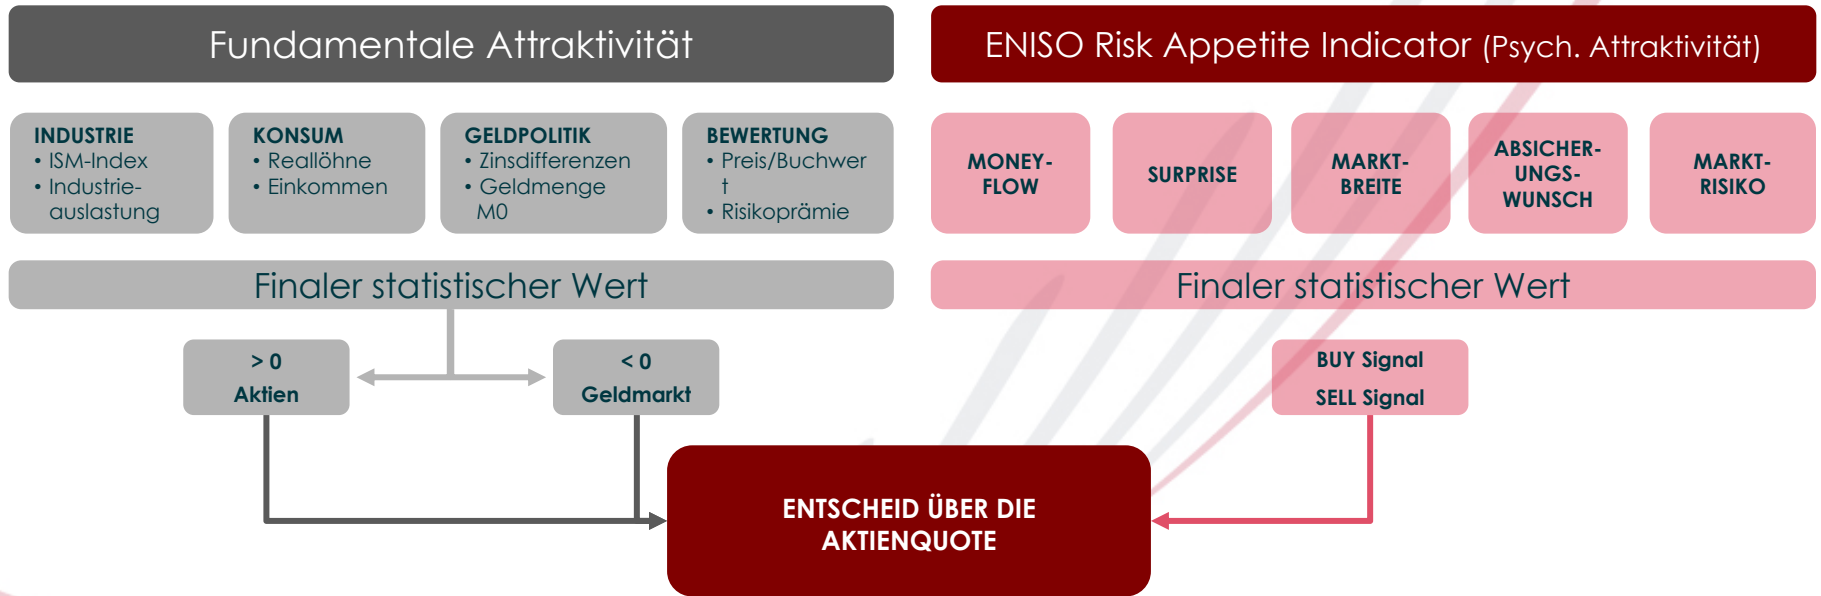 Fundamentale Attraktivität
ENISO Risk Appetite Indicator (Psych. Attraktivität)
INDUSTRIE
• ISM-Index
• Industrie-
auslastung
KONSUM
• Reallöhne
• Einkommen
GELDPOLITIK
• Zinsdifferenzen
• Geldmenge
M0
BEWERTUNG
• Preis/Buchwer
t
• Risikoprämie
MONEY-
FLOW
SURPRISE
MARKT-
BREITE
ABSICHER-
UNGS-
WUNSCH
MARKT-
RISIKO
Finaler statistischer Wert
Finaler statistischer Wert
> 0
Aktien
< 0
Geldmarkt
BUY Signal
SELL Signal
ENTSCHEID ÜBER DIE
AKTIENQUOTE